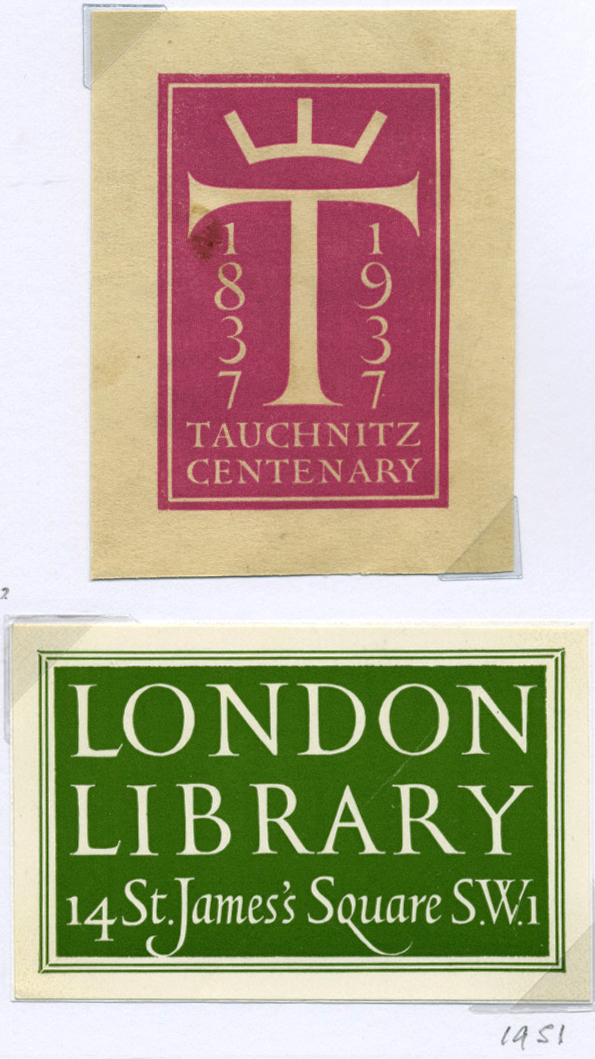 T
1837 1937
TAUCHNITZ
CENTENARY
2
LONDON
LIBRARY
14 St. James's Square S.W.1
1951